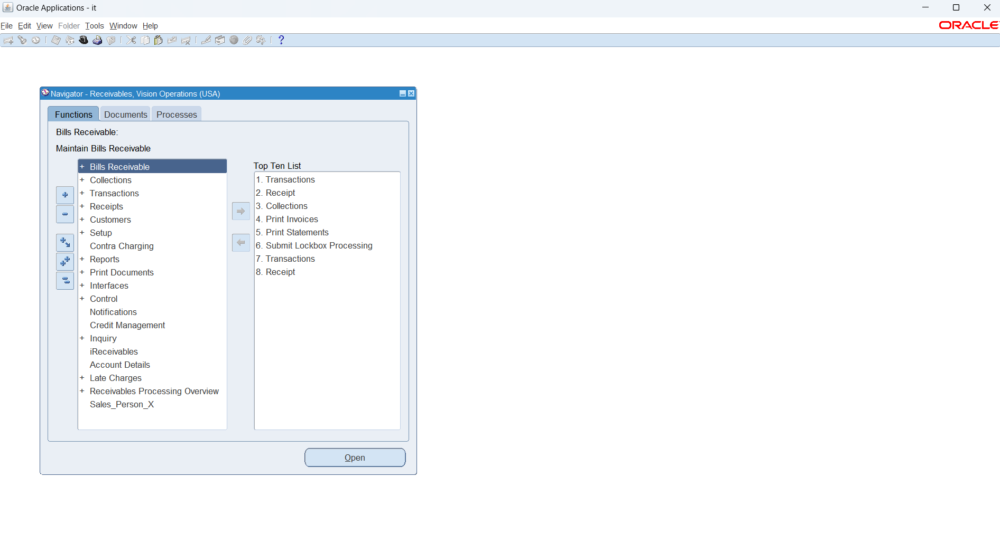 Oracle Applications - it
File Edit View Folder Tools Window Help
ORACLE
?
Navigator - Receivables, Vision Operations (USA)
Functions Documents Processes
Bills Receivable:
Maintain Bills Receivable
+ Bills Receivable
+ Collections
+ Transactions
+ Receipts
+ Customers
+ Setup
Contra Charging
+ Reports
+ Print Documents
+ Interfaces
+ Control
Notifications
Credit Management
+ Inquiry
iReceivables
Account Details
+ Late Charges
+ Receivables Processing Overview
Sales_Person_X
Top Ten List
1. Transactions
2. Receipt
3. Collections
4. Print Invoices
5. Print Statements
6. Submit Lockbox Processing
7. Transactions
8. Receipt
Open